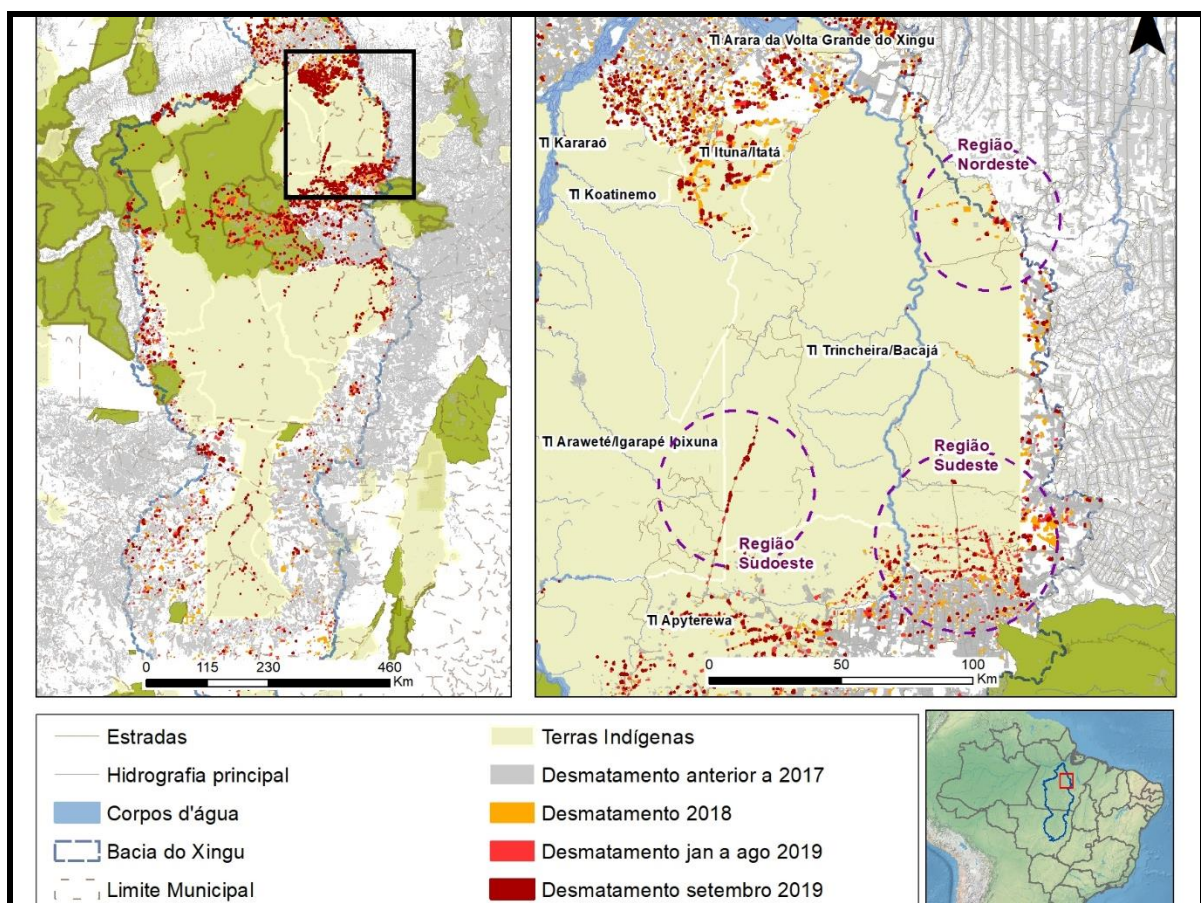 TI Arara da Volta Grande do Xingu
TI Kararaô
TI Ituna/Itatá
Região
Nordeste
TI Koatinemo
TI Trincheira/Bacajá
TI Araweté/Igarapé Ipixuna
Região
Sudeste
Região
Sudoeste
TI Apyterewa
0 115 230 460
Km
0 50 100
Km
Estradas
Hidrografia principal
Corpos d'água
Bacia do Xingu
Limite Municipal
Terras Indígenas
Desmatamento anterior a 2017
Desmatamento 2018
Desmatamento jan a ago 2019
Desmatamento setembro 2019